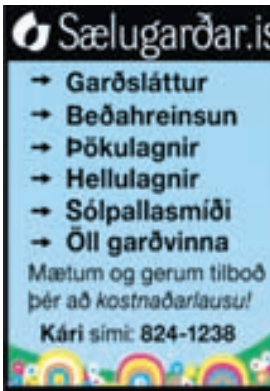 Sælugarðar.is
→ Garðsláttur
→ Beðahreinsun
→ Þökulagnir
→ Hellulagnir
→ Sólpallasmíði
→ Öll garðvinna
Mætum og gerum tilboð
þér að kostnaðarlausu!
Kári sími: 824-1238